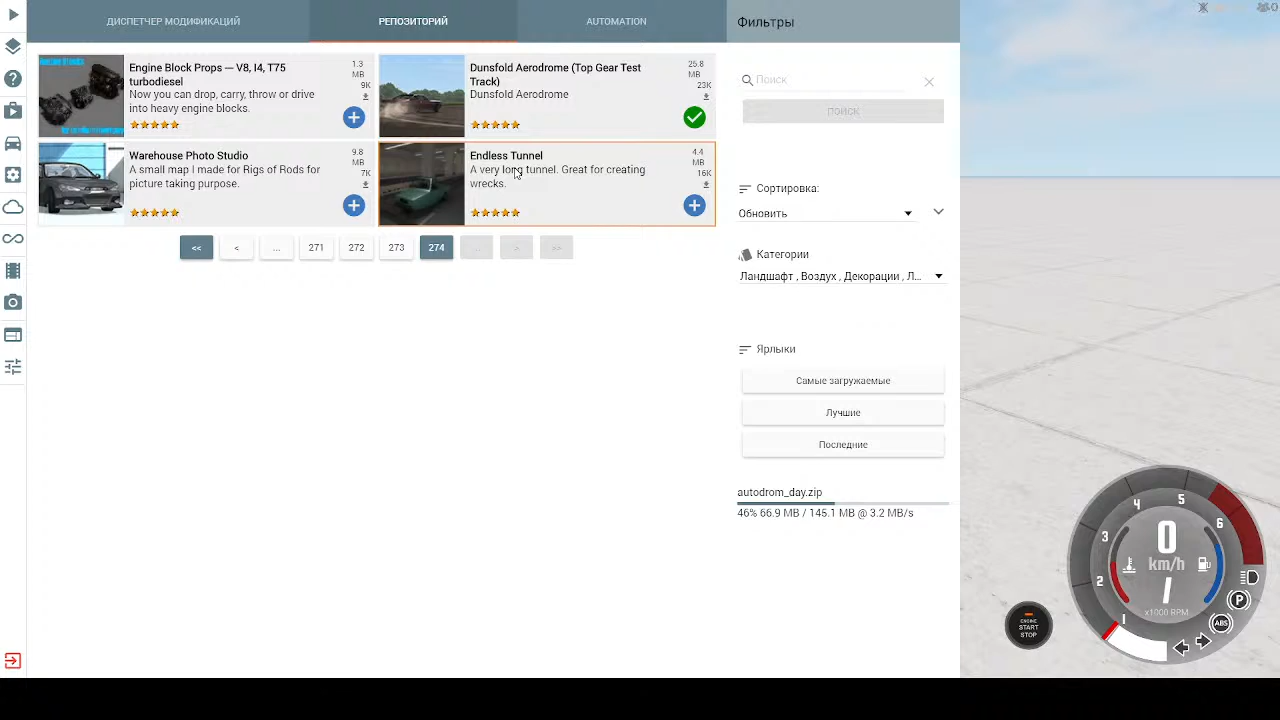 ДИСПЕТЧЕР МОДИФИКАЦИЙ
РЕПОЗИТОРИЙ
AUTOMATION
Фильтры
Engine Block Props — V8, I4, T75
turbodiesel
Now you can drop, carry, throw or drive
into heavy engine blocks.
1.3
MB
9K
Dunsfold Aerodrome (Top Gear Test
Track)
Dunsfold Aerodrome
25.8
MB
23K
Warehouse Photo Studio
A small map I made for Rigs of Rods for
picture taking purpose.
9.8
MB
7K
Endless Tunnel
A very long tunnel. Great for creating
wrecks.
4.4
MB
16K
<< < ... 271 272 273 274 ... > >>
Поиск
ПОИСК
Сортировка:
Обновить
Категории
Ландшафт , Воздух , Декорации , Л...
Ярлыки
Самые загружаемые
Лучшие
Последние
autodrom_day.zip
46% 66.9 MB / 145.1 MB @ 3.2 MB/s
1
2
3
4
5
6
0
km/h
x1000 RPM
P
ABS
ENGINE
START
STOP